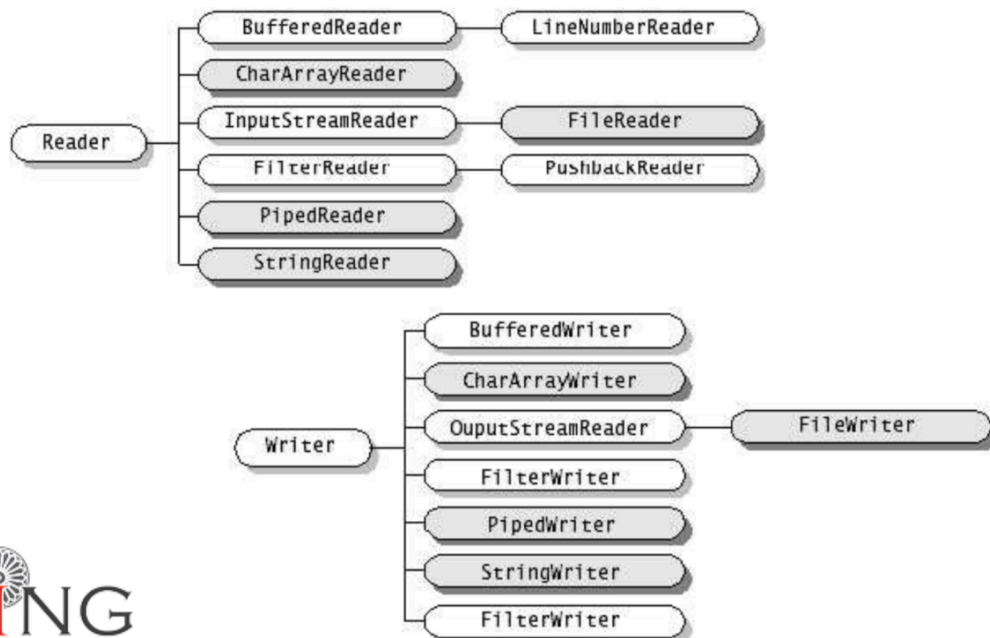 BufferedReader LineNumberReader
CharArrayReader
InputStreamReader FileReader
Reader
FilterReader PushbackReader
PipedReader
StringReader
BufferedWriter
CharArrayWriter
OuputStreamReader FileWriter
Writer
FilterWriter
PipedWriter
StringWriter
FilterWriter
NG